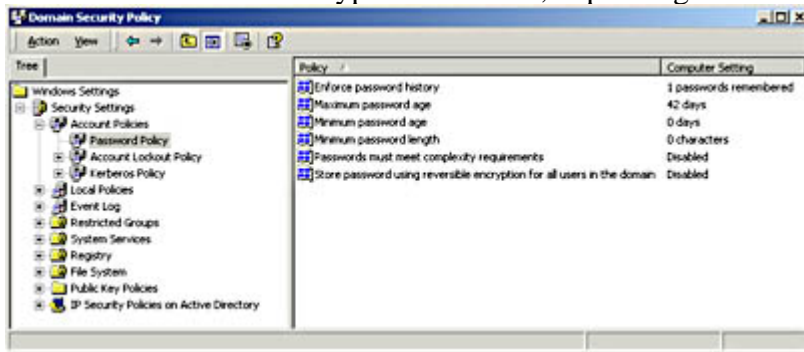 Domain Security Policy
Action View
Tree
Policy / Computer Setting
Windows Settings
Security Settings
Account Policies
Password Policy
Account Lockout Policy
Kerberos Policy
Local Policies
Event Log
Restricted Groups
System Services
Registry
File System
Public Key Policies
IP Security Policies on Active Directory
Enforce password history 1 passwords remembered
Maximum password age 42 days
Minimum password age 0 days
Minimum password length 0 characters
Passwords must meet complexity requirements Disabled
Store password using reversible encryption for all users in the domain Disabled